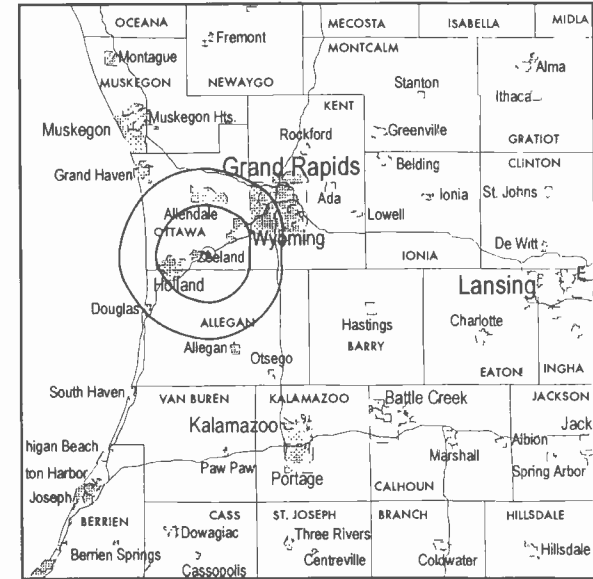 OCEANA MECOSTA ISABELLA MIDLA
Fremont
Montague MONTCALM Alma
MUSKEGON NEWAYGO Stanton
KENT Ithaca
Muskegon Muskegon Hts. Greenville
Rockford GRATIOT
Grand Haven Grand Rapids Belding CLINTON
Ada Ionia St. Johns
Allendale Lowell
OTTAWA Wyoming De Witt
Zeeland IONIA
Holland Lansing E
Douglas
ALLEGAN Hastings Charlotte
Allegan BARRY
Otsego EATON INGHA
South Haven VAN BUREN KALAMAZOO Battle Creek JACKSON
Kalamazoo Jack
higan Beach Marshall Albion
ton Harbor Paw Paw Spring Arbor
Joseph Portage CALHOUN
BERRIEN CASS ST. JOSEPH BRANCH HILLSDALE
Dowagiac Three Rivers
Berrien Springs Centreville Coldwater Hillsdale
Cassopolis